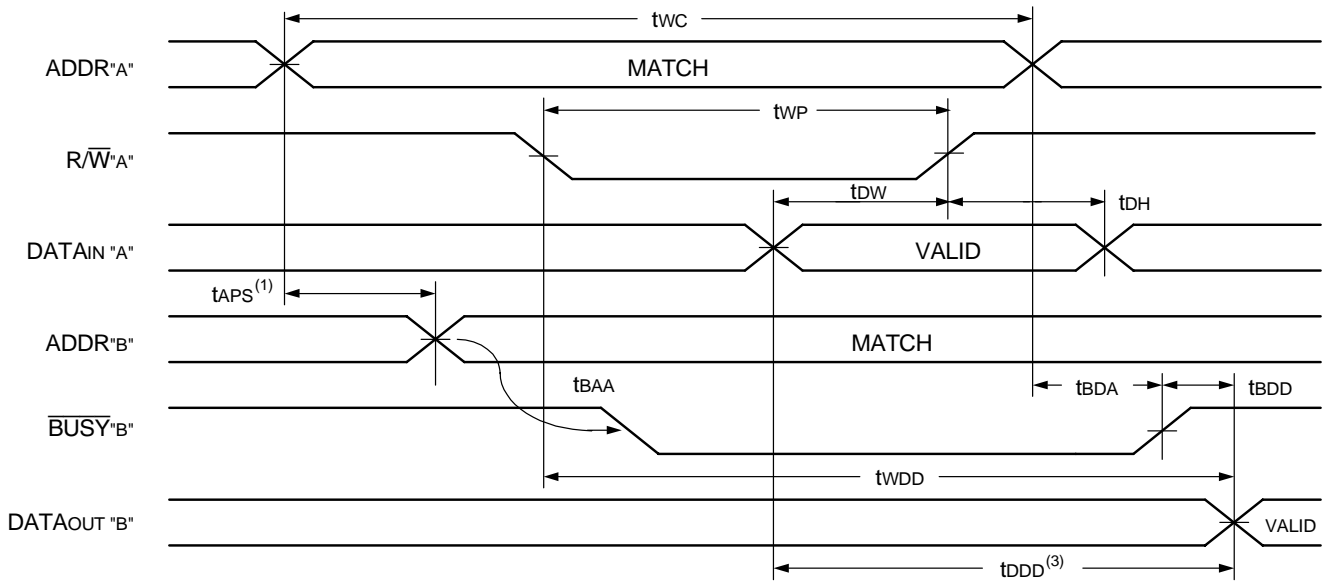 tWC
ADDR"A"
MATCH
tWP
R/W̅"A"
tDW
tDH
DATAIN "A"
VALID
tAPS(1)
ADDR"B"
MATCH
tBAA
tBDA
tBDD
B̅U̅S̅Y̅"B"
tWDD
DATAOUT "B"
VALID
tDDD(3)